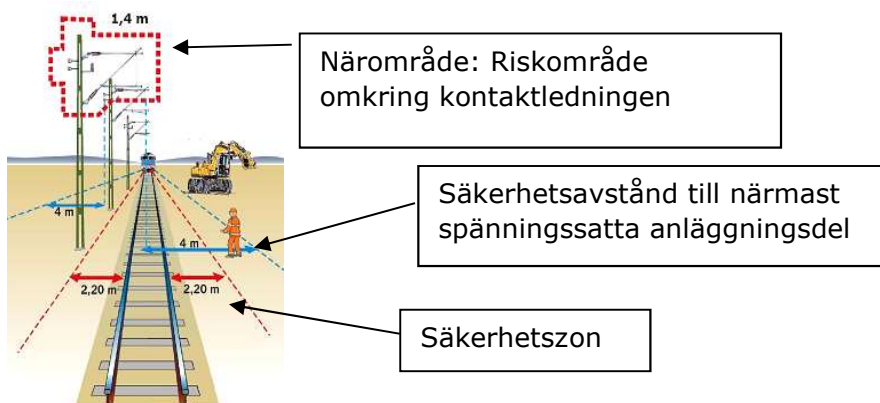 1,4 m
Närområde: Riskområde
omkring kontaktledningen
Säkerhetsavstånd till närmast
spänningssatta anläggningsdel
4 m
4 m
2,20 m
2,20 m
Säkerhetszon